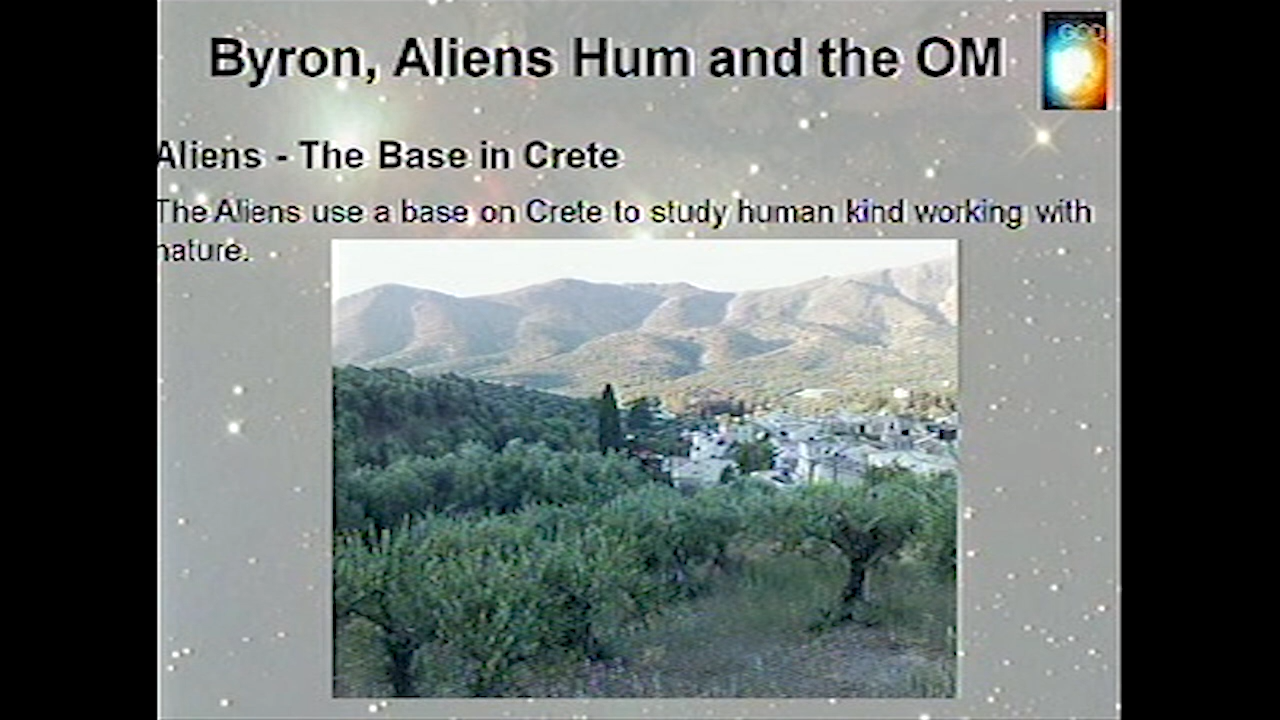 Byron, Aliens Hum and the OM
Aliens - The Base in Crete
The Aliens use a base on Crete to study human kind working with
nature.